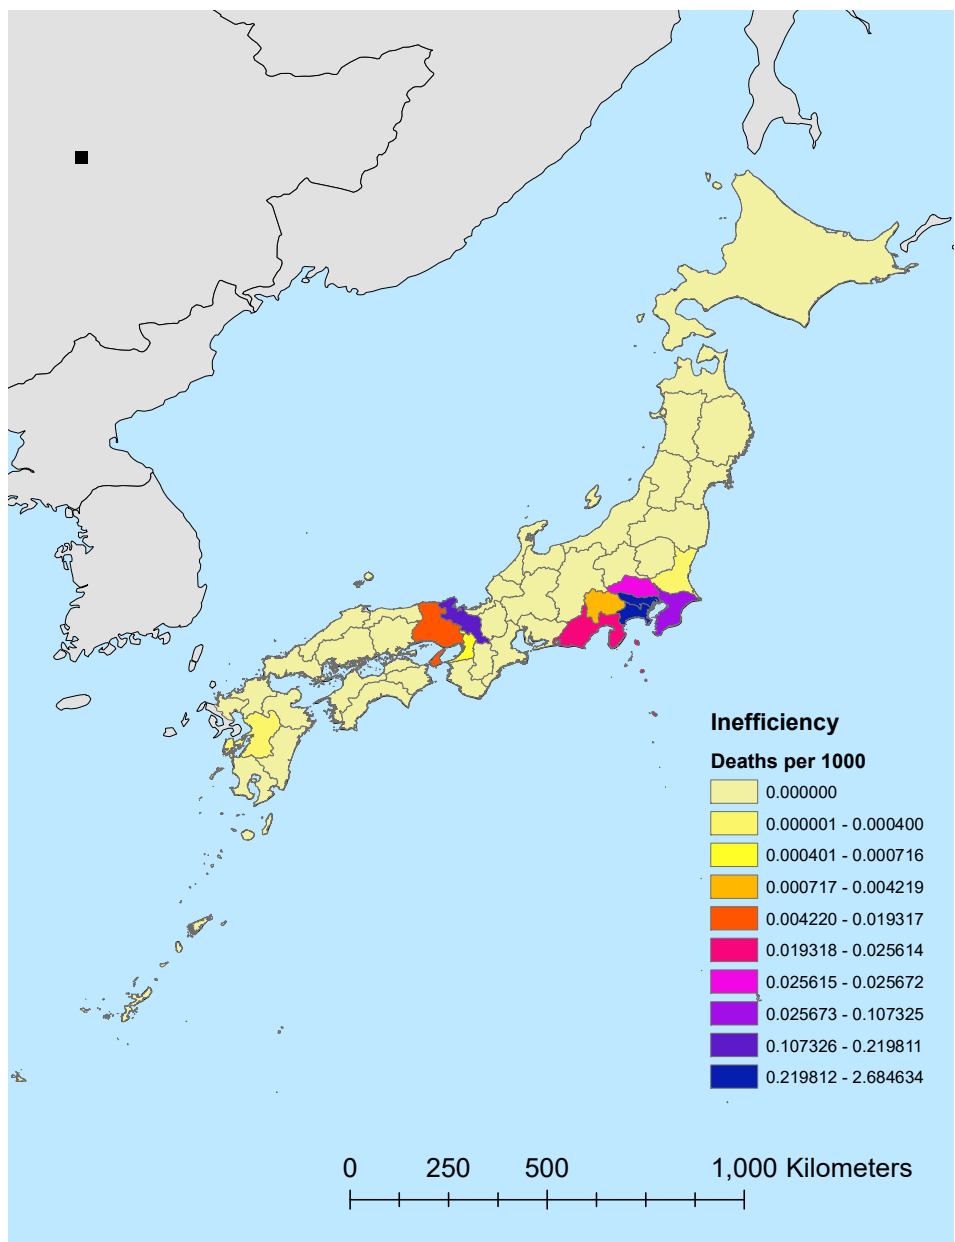 Inefficiency
Deaths per 1000
0.000000
0.000001 - 0.000400
0.000401 - 0.000716
0.000717 - 0.004219
0.004220 - 0.019317
0.019318 - 0.025614
0.025615 - 0.025672
0.025673 - 0.107325
0.107326 - 0.219811
0.219812 - 2.684634
0 250 500 1,000 Kilometers